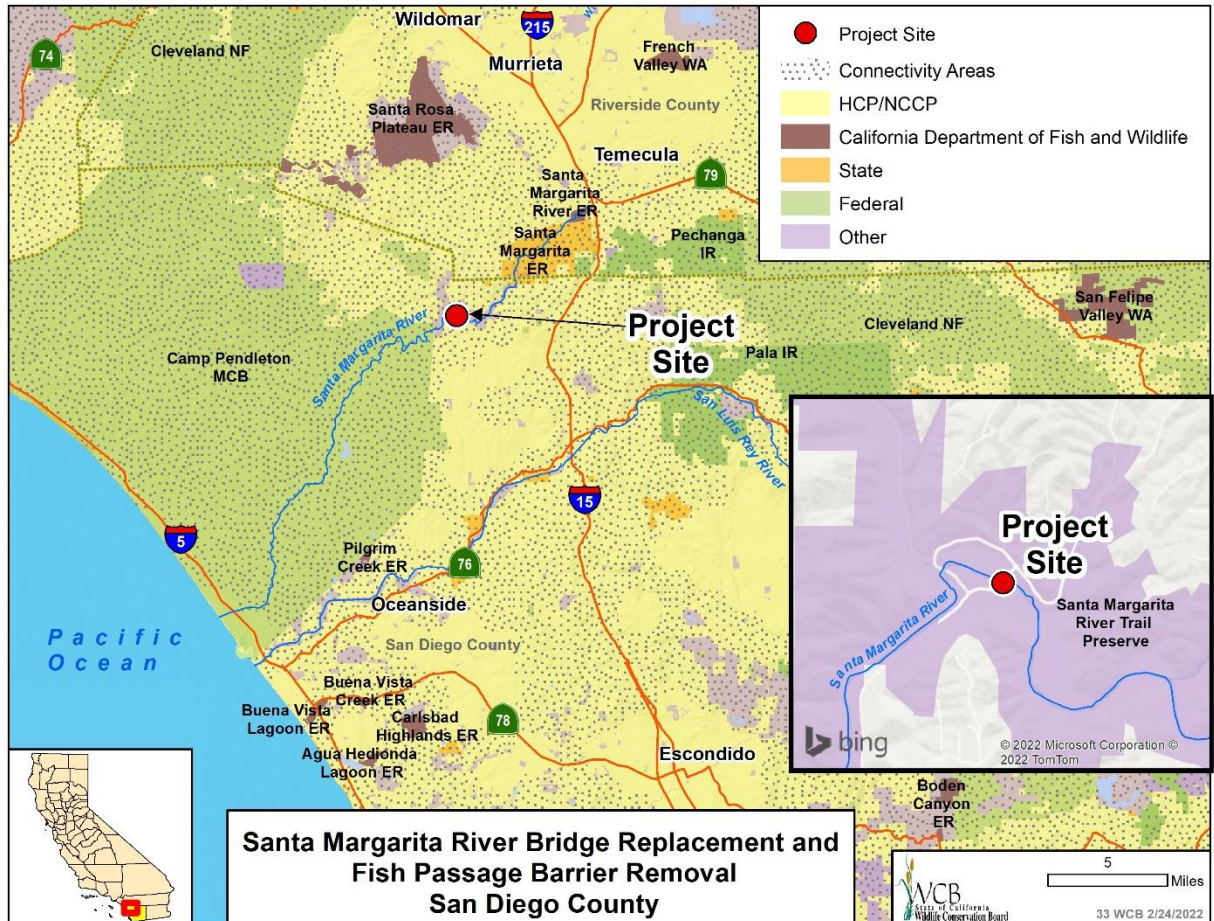 Wildomar
215
74
Cleveland NF
Murrieta
French
Valley WA
Riverside County
Santa Rosa
Plateau ER
Temecula
79
Santa
Margarita
River ER
Santa
Margarita
ER
Pechanga
IR
Project Site
Connectivity Areas
HCP/NCCP
California Department of Fish and Wildlife
State
Federal
Other
San Felipe
Valley WA
Cleveland NF
Project
Site
Pala IR
Santa Margarita River
Camp Pendleton
MCB
San Luis Rey River
15
5
Pilgrim
Creek ER
76
Oceanside
San Diego County
Pacific
Ocean
Buena Vista
Creek ER
Buena Vista
Lagoon ER
Carlsbad
Highlands ER
78
Agua Hedionda
Lagoon ER
Escondido
Project
Site
Santa Margarita
River Trail
Preserve
Santa Margarita River
bing
© 2022 Microsoft Corporation ©
2022 TomTom
Boden
Canyon
ER
Santa Margarita River Bridge Replacement and
Fish Passage Barrier Removal
San Diego County
WCB
State of California
Wildlife Conservation Board
5
Miles
33 WCB 2/24/2022